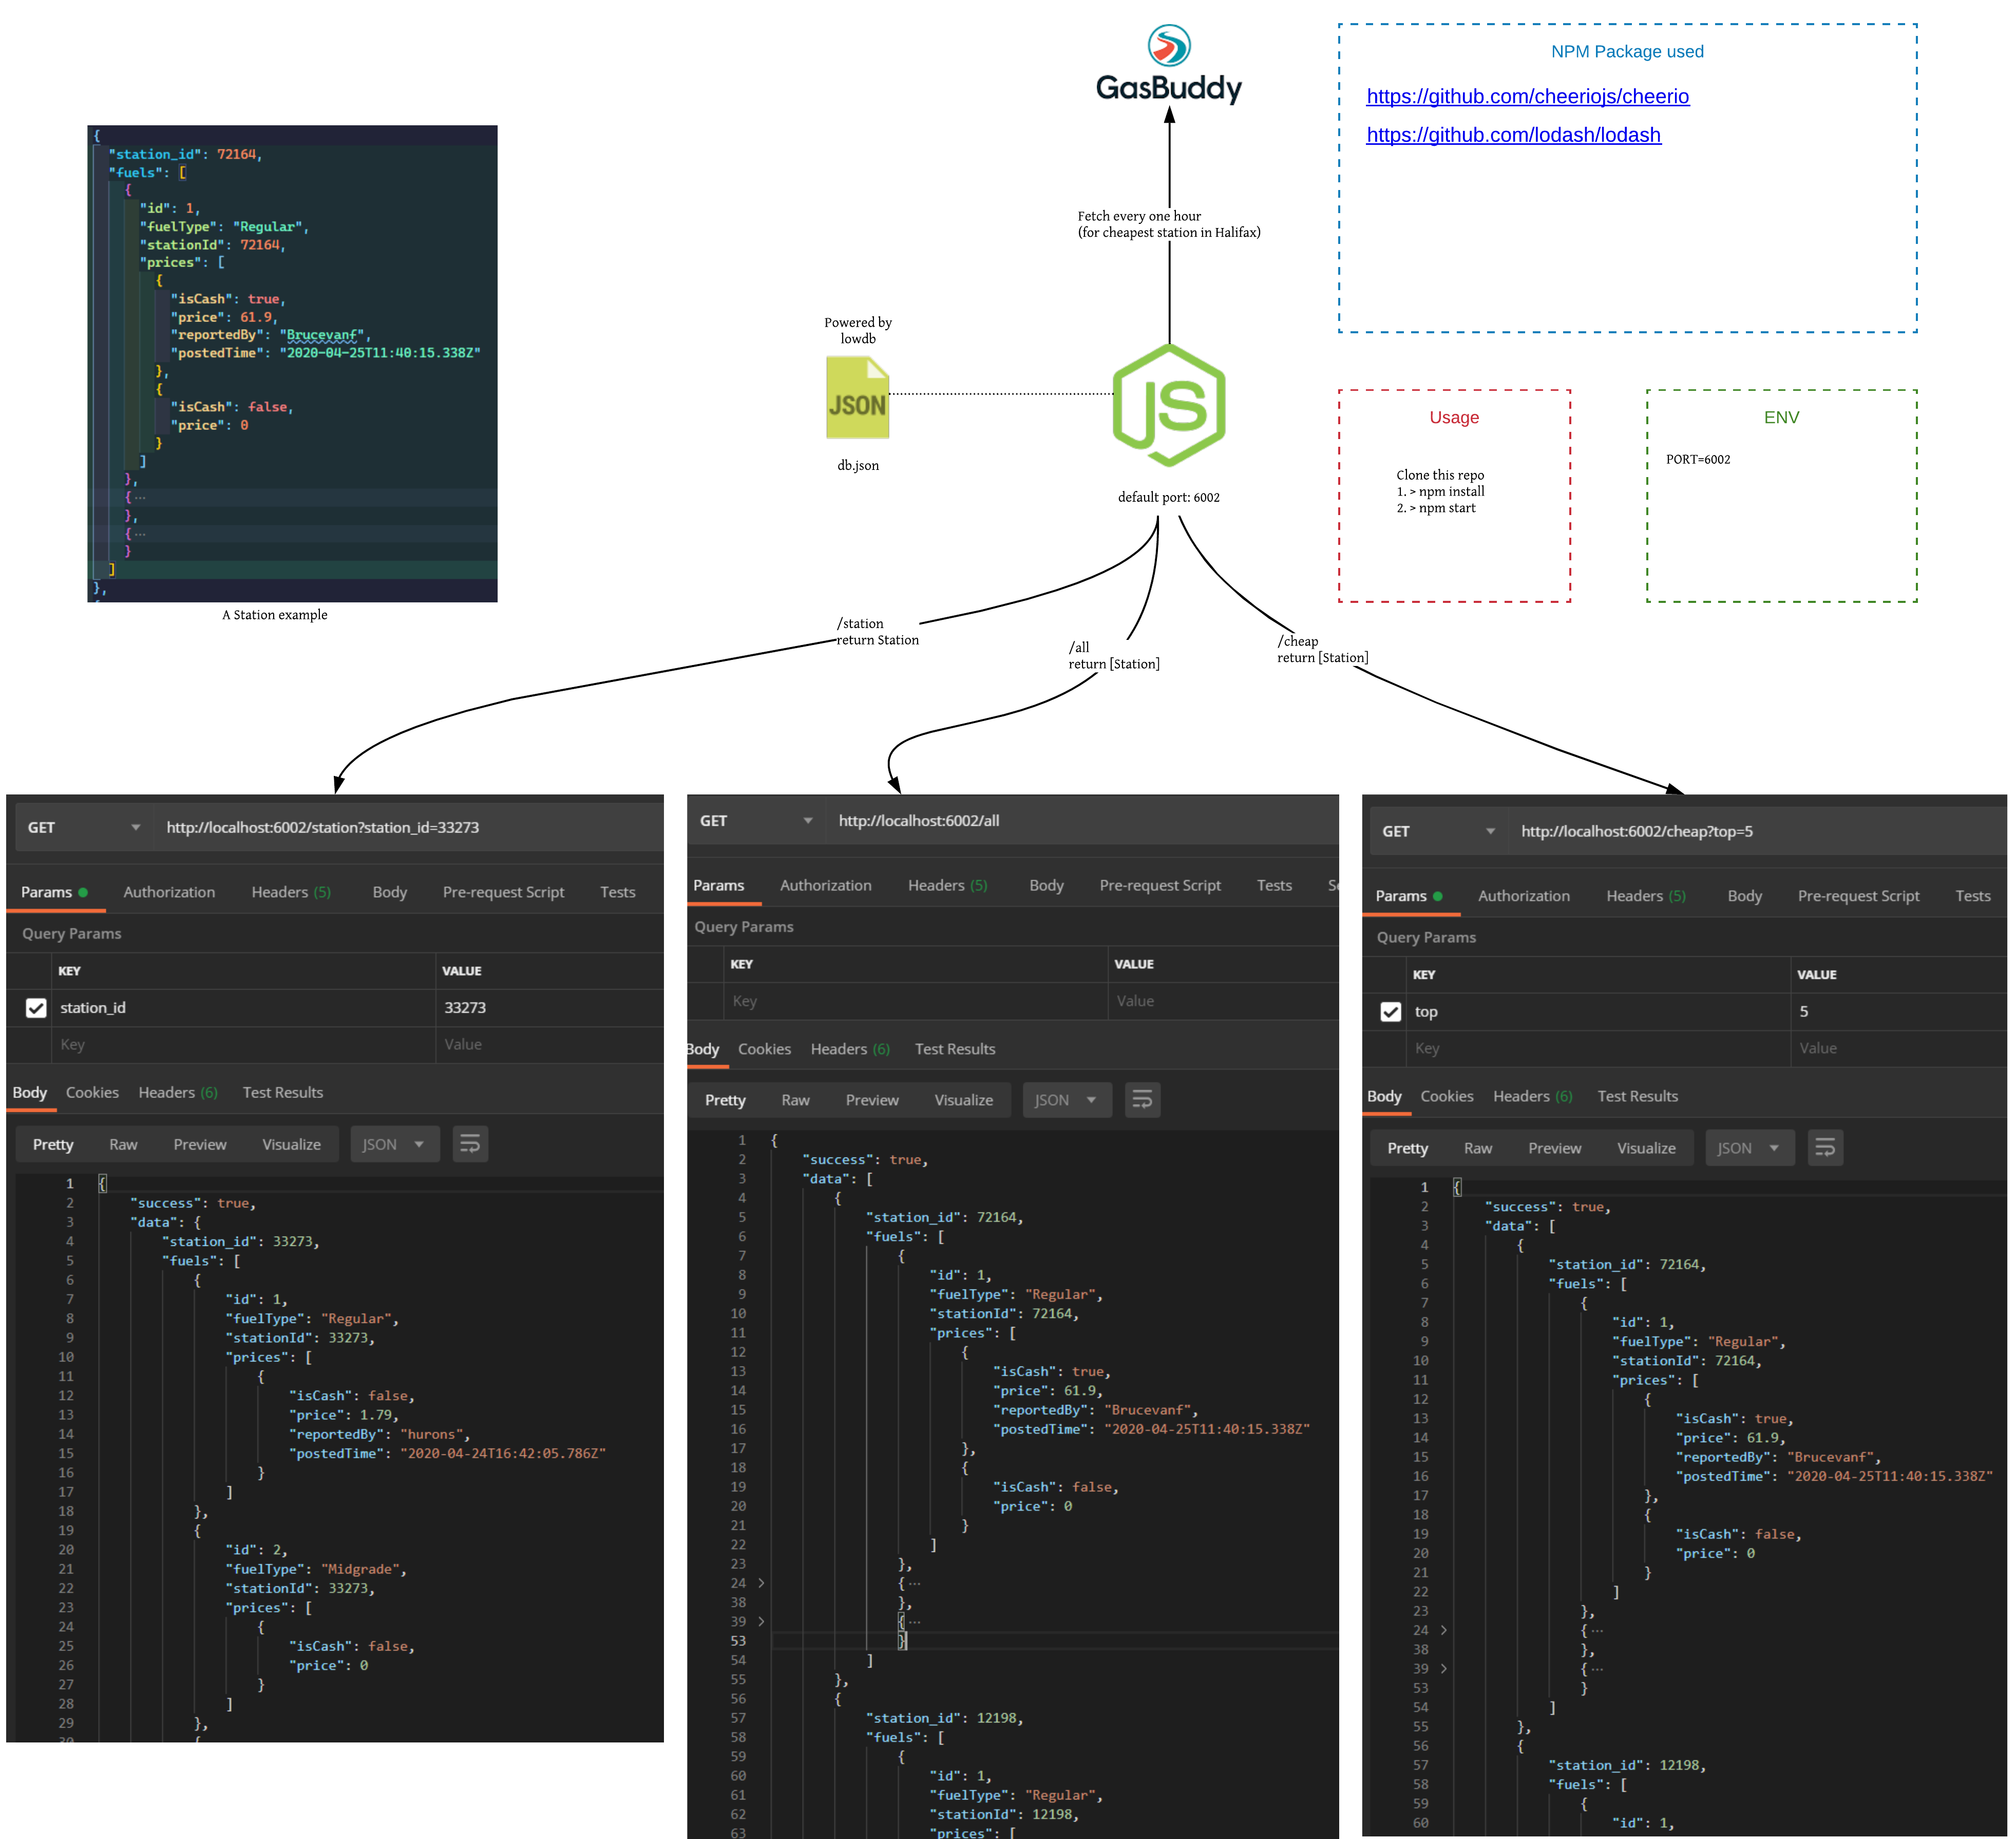 GasBuddy
NPM Package used
https://github.com/cheeriojs/cheerio
https://github.com/lodash/lodash
{
"station_id": 72164,
"fuels": [
{
"id": 1,
"fuelType": "Regular",
"stationId": 72164,
"prices": [
{
"isCash": true,
"price": 61.9,
"reportedBy": "Brucevanf",
"postedTime": "2020-04-25T11:40:15.338Z"
},
{
"isCash": false,
"price": 0
}
]
},
{ ...
},
{ ...
}
]
},
A Station example
Fetch every one hour
(for cheapest station in Halifax)
Powered by
lowdb
JSON
db.json
JS
default port: 6002
Usage
Clone this repo
1. > npm install
2. > npm start
ENV
PORT=6002
/station
return Station
/all
return [Station]
/cheap
return [Station]
GET http://localhost:6002/station?station_id=33273
Params Authorization Headers (5) Body Pre-request Script Tests
Query Params
KEY VALUE
station_id 33273
Key Value
Body Cookies Headers (6) Test Results
Pretty Raw Preview Visualize JSON
1 {
2 "success": true,
3 "data": {
4 "station_id": 33273,
5 "fuels": [
6 {
7 "id": 1,
8 "fuelType": "Regular",
9 "stationId": 33273,
10 "prices": [
11 {
12 "isCash": false,
13 "price": 1.79,
14 "reportedBy": "hurons",
15 "postedTime": "2020-04-24T16:42:05.786Z"
16 }
17 ]
18 },
19 {
20 "id": 2,
21 "fuelType": "Midgrade",
22 "stationId": 33273,
23 "prices": [
24 {
25 "isCash": false,
26 "price": 0
27 }
28 ]
29 },
30 {
GET http://localhost:6002/all
Params Authorization Headers (5) Body Pre-request Script Tests
Query Params
KEY VALUE
Key Value
Body Cookies Headers (6) Test Results
Pretty Raw Preview Visualize JSON
1 {
2 "success": true,
3 "data": [
4 {
5 "station_id": 72164,
6 "fuels": [
7 {
8 "id": 1,
9 "fuelType": "Regular",
10 "stationId": 72164,
11 "prices": [
12 {
13 "isCash": true,
14 "price": 61.9,
15 "reportedBy": "Brucevanf",
16 "postedTime": "2020-04-25T11:40:15.338Z"
17 },
18 {
19 "isCash": false,
20 "price": 0
21 }
22 ]
23 },
24 > { ...
38 },
39 > { ...
53 }
54 ]
55 },
56 {
57 "station_id": 12198,
58 "fuels": [
59 {
60 "id": 1,
61 "fuelType": "Regular",
62 "stationId": 12198,
63 "prices": [
GET http://localhost:6002/cheap?top=5
Params Authorization Headers (5) Body Pre-request Script Tests
Query Params
KEY VALUE
top 5
Key Value
Body Cookies Headers (6) Test Results
Pretty Raw Preview Visualize JSON
1 {
2 "success": true,
3 "data": [
4 {
5 "station_id": 72164,
6 "fuels": [
7 {
8 "id": 1,
9 "fuelType": "Regular",
10 "stationId": 72164,
11 "prices": [
12 {
13 "isCash": true,
14 "price": 61.9,
15 "reportedBy": "Brucevanf",
16 "postedTime": "2020-04-25T11:40:15.338Z"
17 },
18 {
19 "isCash": false,
20 "price": 0
21 }
22 ]
23 },
24 > { ...
38 },
39 > { ...
53 }
54 ]
55 },
56 {
57 "station_id": 12198,
58 "fuels": [
59 {
60 "id": 1,